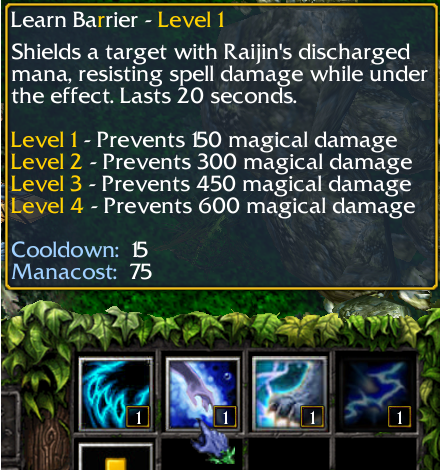 Learn Barrier - Level 1
Shields a target with Raijin's discharged
mana, resisting spell damage while under
the effect. Lasts 20 seconds.
Level 1 - Prevents 150 magical damage
Level 2 - Prevents 300 magical damage
Level 3 - Prevents 450 magical damage
Level 4 - Prevents 600 magical damage
Cooldown: 15
Manacost: 75
1 1 1 1